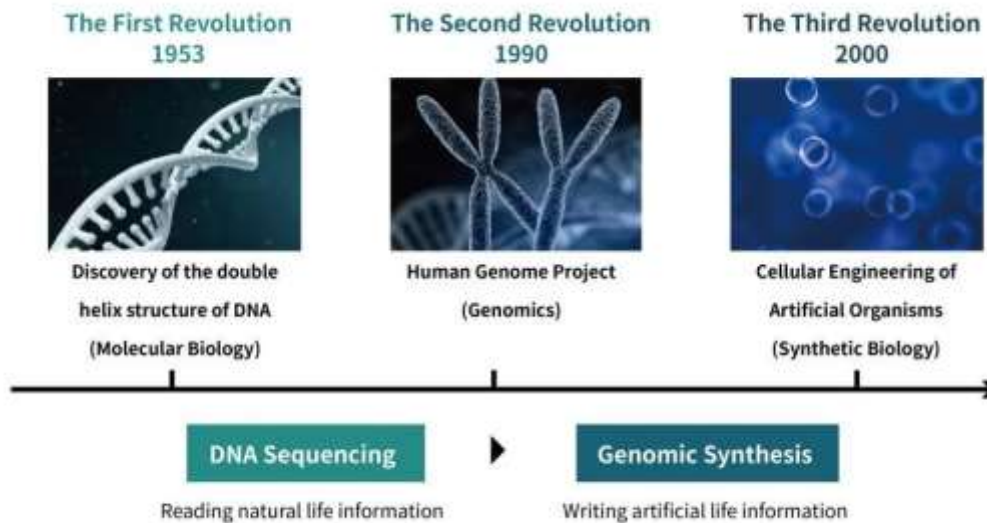 The First Revolution
1953
The Second Revolution
1990
The Third Revolution
2000
Discovery of the double
helix structure of DNA
(Molecular Biology)
Human Genome Project
(Genomics)
Cellular Engineering of
Artificial Organisms
(Synthetic Biology)
DNA Sequencing
Genomic Synthesis
Reading natural life information
Writing artificial life information